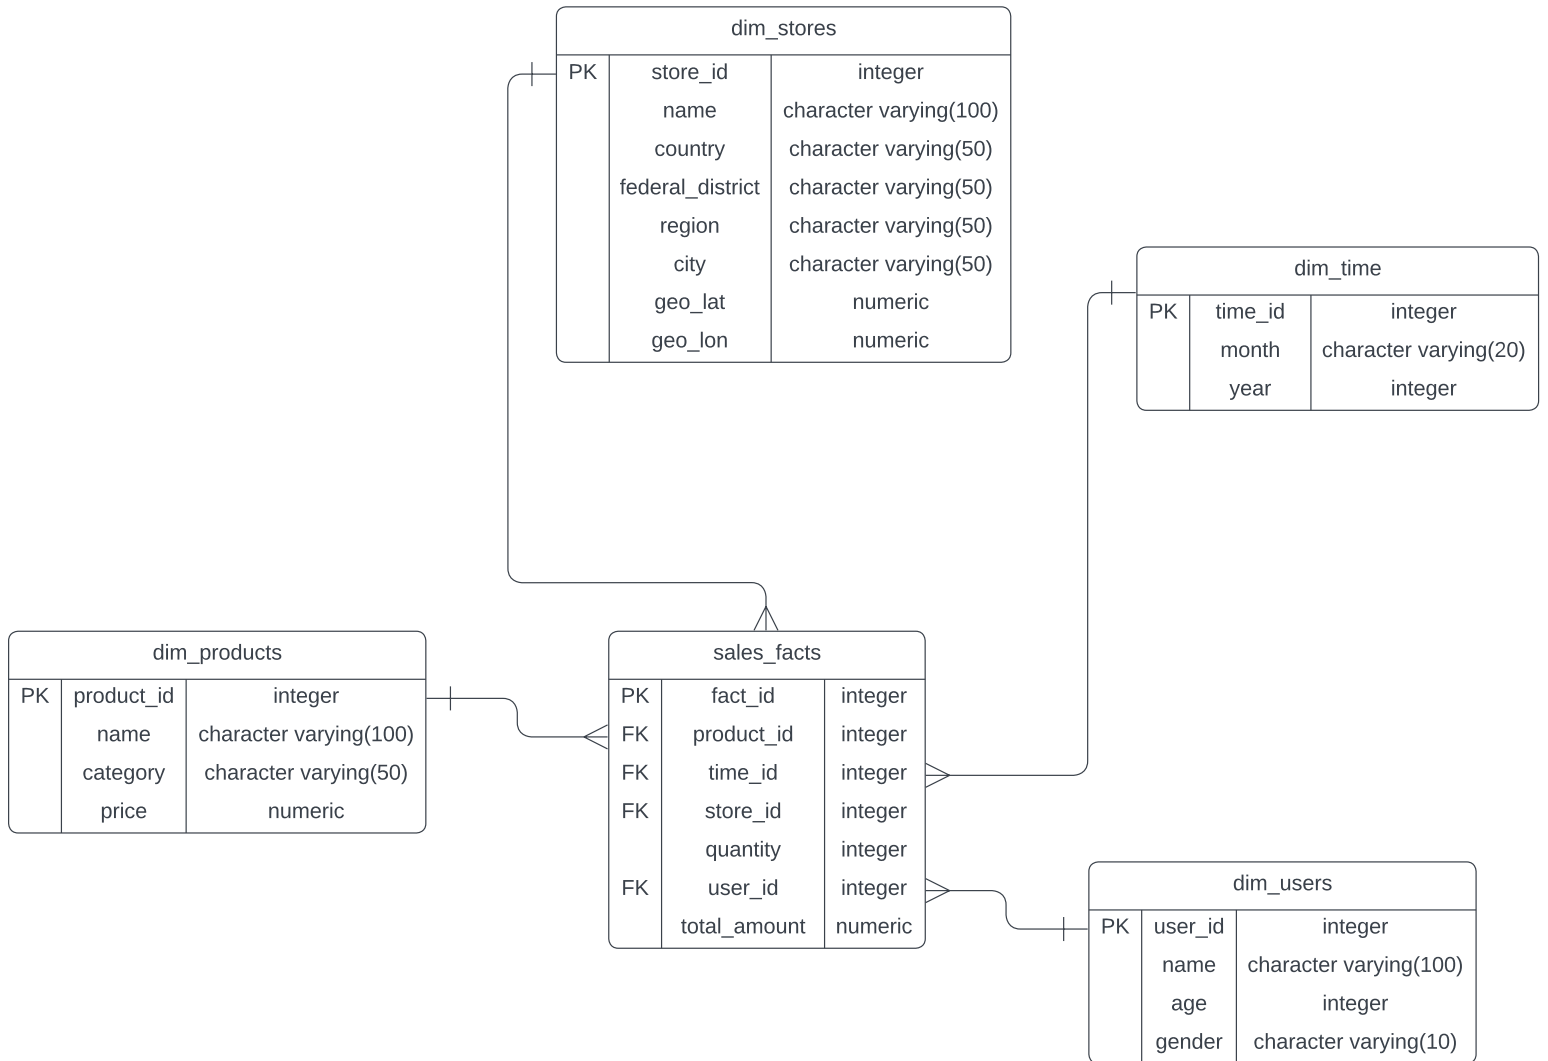 dim_stores
PK store_id integer
name character varying(100)
country character varying(50)
federal_district character varying(50)
region character varying(50)
city character varying(50)
geo_lat numeric
geo_lon numeric
dim_time
PK time_id integer
month character varying(20)
year integer
dim_products
PK product_id integer
name character varying(100)
category character varying(50)
price numeric
sales_facts
PK fact_id integer
FK product_id integer
FK time_id integer
FK store_id integer
quantity integer
FK user_id integer
total_amount numeric
dim_users
PK user_id integer
name character varying(100)
age integer
gender character varying(10)